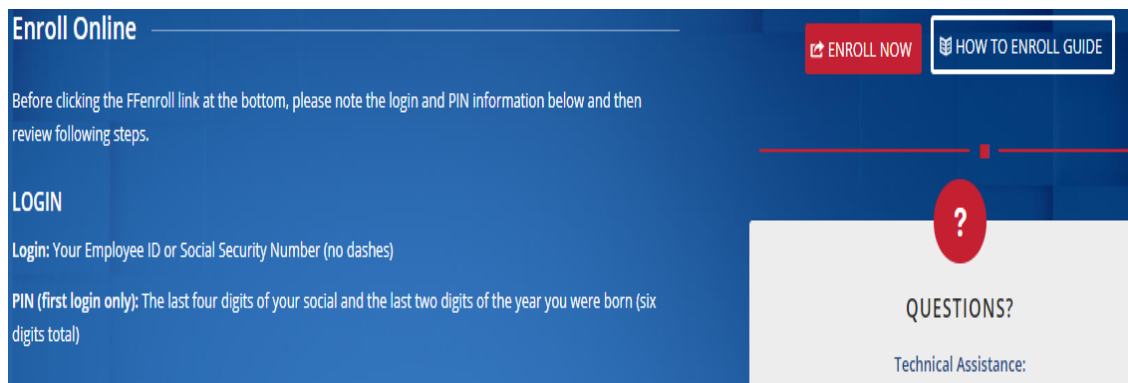 Enroll Online
ENROLL NOW
HOW TO ENROLL GUIDE
Before clicking the FFenroll link at the bottom, please note the login and PIN information below and then
review following steps.
LOGIN
Login: Your Employee ID or Social Security Number (no dashes)
PIN (first login only): The last four digits of your social and the last two digits of the year you were born (six
digits total)
?
QUESTIONS?
Technical Assistance: